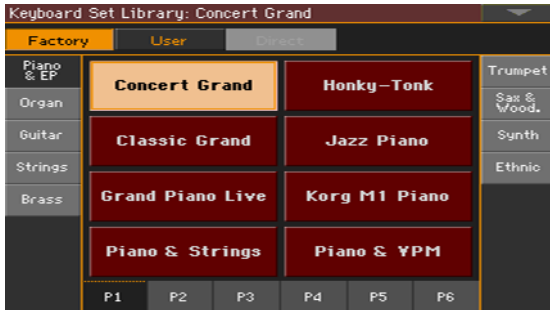 Keyboard Set Library: Concert Grand
Factory
User
Direct
Piano
& EP
Organ
Guitar
Strings
Brass
Concert Grand
Honky-Tonk
Classic Grand
Jazz Piano
Grand Piano Live
Korg M1 Piano
Piano & Strings
Piano & VPM
Trumpet
Sax &
Wood.
Synth
Ethnic
P1
P2
P3
P4
P5
P6